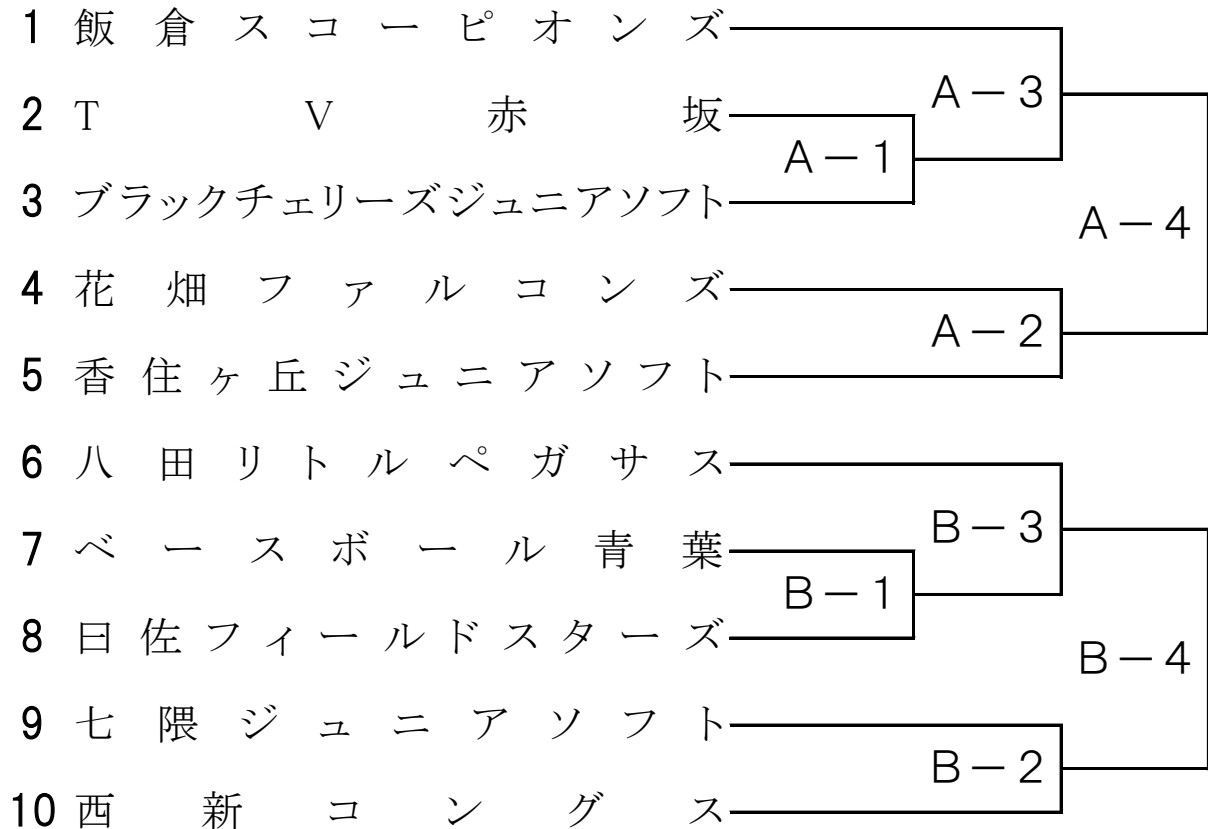 1 飯倉スコーピオンズ
2 TV赤坂
3 ブラックチェリーズジュニアソフト
4 花畑ファルコンズ
5 香住ヶ丘ジュニアソフト
6 八田リトルペガサス
7 ベースボール青葉
8 曰佐フィールドスターズ
9 七隈ジュニアソフト
10 西新コングス
A－3
A－1
A－4
A－2
B－3
B－1
B－4
B－2